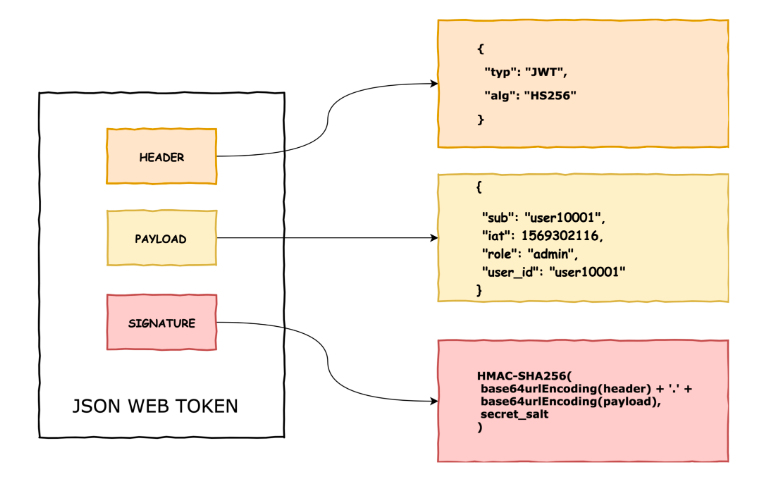 HEADER
PAYLOAD
SIGNATURE
JSON WEB TOKEN
{
"typ": "JWT",
"alg": "HS256"
}
{
"sub": "user10001",
"iat": 1569302116,
"role": "admin",
"user_id": "user10001"
}
HMAC-SHA256(
base64urlEncoding(header) + '.' +
base64urlEncoding(payload),
secret_salt
)